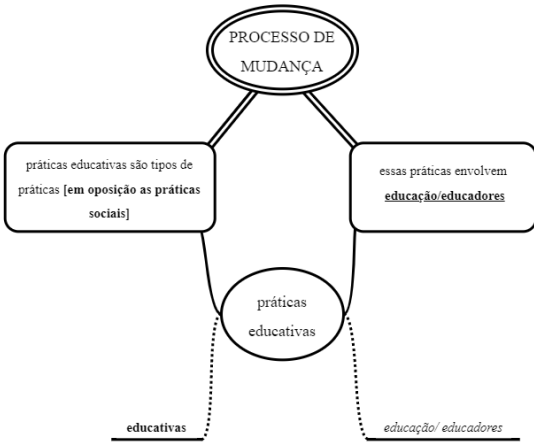 PROCESSO DE
MUDANÇA
práticas educativas são tipos de
práticas [em oposição as práticas
sociais]
essas práticas envolvem
educação/educadores
práticas
educativas
educativas
educação/ educadores